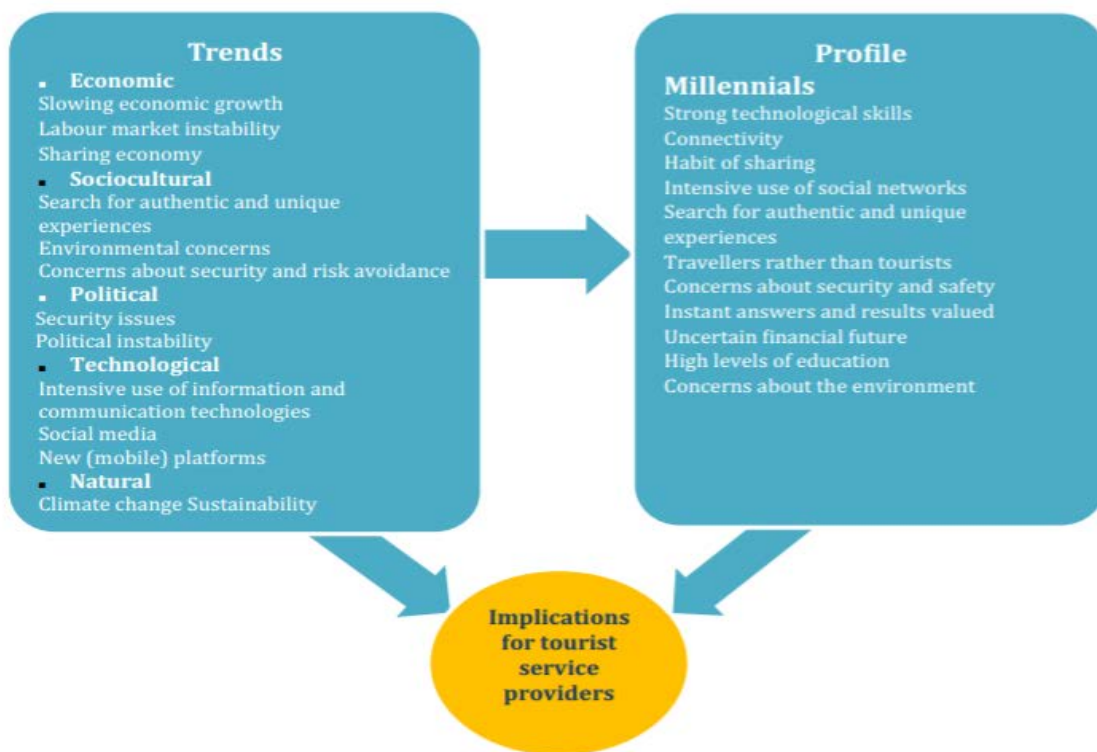 Trends
▪ Economic
Slowing economic growth
Labour market instability
Sharing economy
▪ Sociocultural
Search for authentic and unique
experiences
Environmental concerns
Concerns about security and risk avoidance
▪ Political
Security issues
Political instability
▪ Technological
Intensive use of information and
communication technologies
Social media
New (mobile) platforms
▪ Natural
Climate change Sustainability
Profile
Millennials
Strong technological skills
Connectivity
Habit of sharing
Intensive use of social networks
Search for authentic and unique
experiences
Travellers rather than tourists
Concerns about security and safety
Instant answers and results valued
Uncertain financial future
High levels of education
Concerns about the environment
Implications
for tourist
service
providers